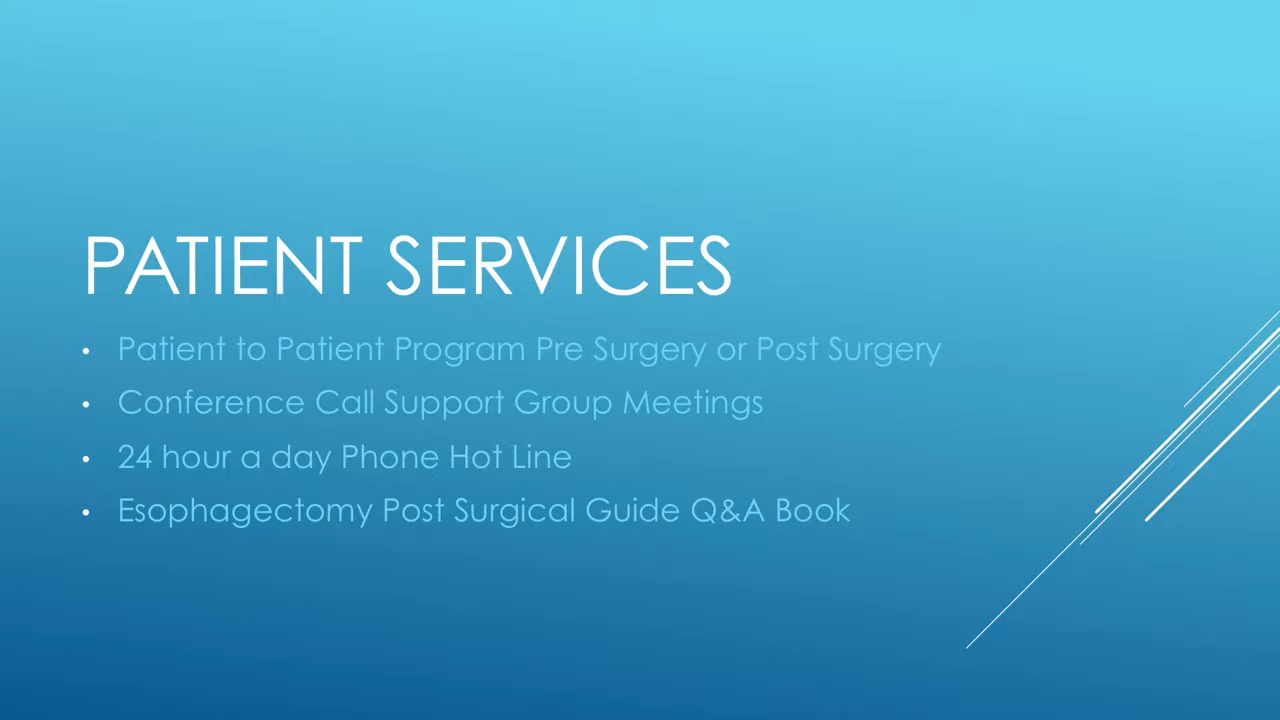 PATIENT SERVICES
• Patient to Patient Program Pre Surgery or Post Surgery
• Conference Call Support Group Meetings
• 24 hour a day Phone Hot Line
• Esophagectomy Post Surgical Guide Q&A Book